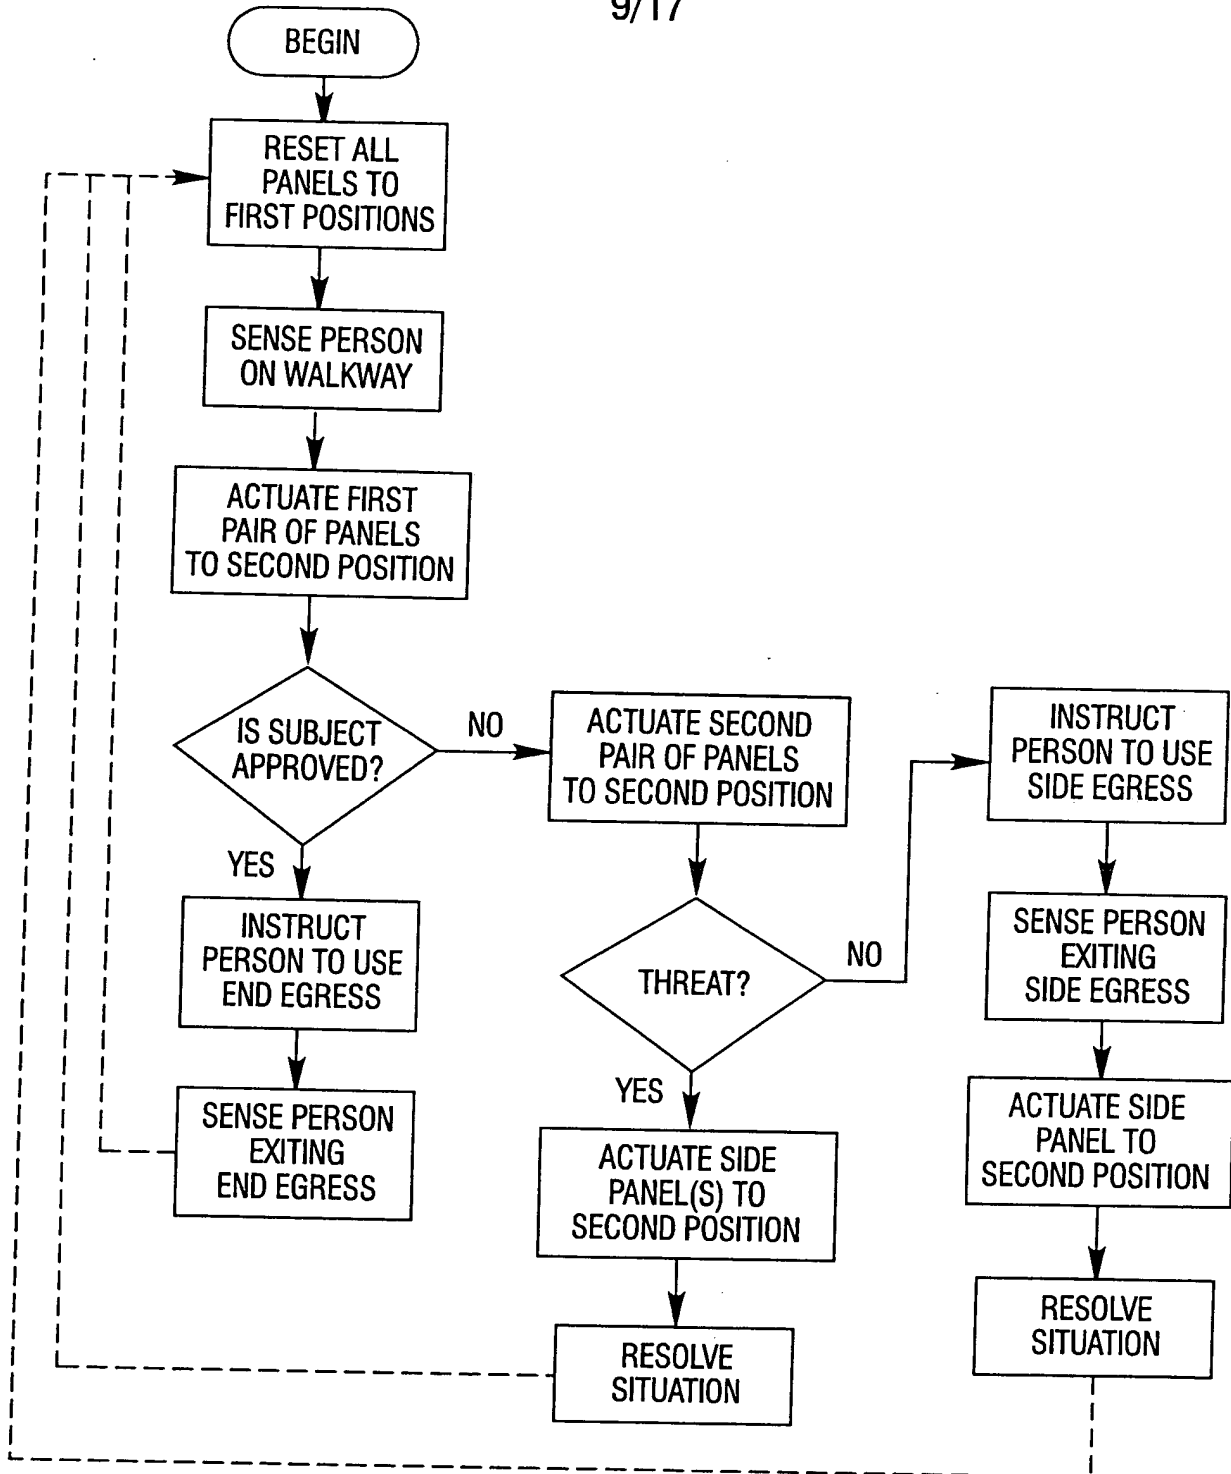 9/17
BEGIN
RESET ALL
PANELS TO
FIRST POSITIONS
SENSE PERSON
ON WALKWAY
ACTUATE FIRST
PAIR OF PANELS
TO SECOND POSITION
IS SUBJECT
APPROVED?
NO
YES
INSTRUCT
PERSON TO USE
END EGRESS
SENSE PERSON
EXITING
END EGRESS
ACTUATE SECOND
PAIR OF PANELS
TO SECOND POSITION
THREAT?
NO
YES
ACTUATE SIDE
PANEL(S) TO
SECOND POSITION
RESOLVE
SITUATION
INSTRUCT
PERSON TO USE
SIDE EGRESS
SENSE PERSON
EXITING
SIDE EGRESS
ACTUATE SIDE
PANEL TO
SECOND POSITION
RESOLVE
SITUATION